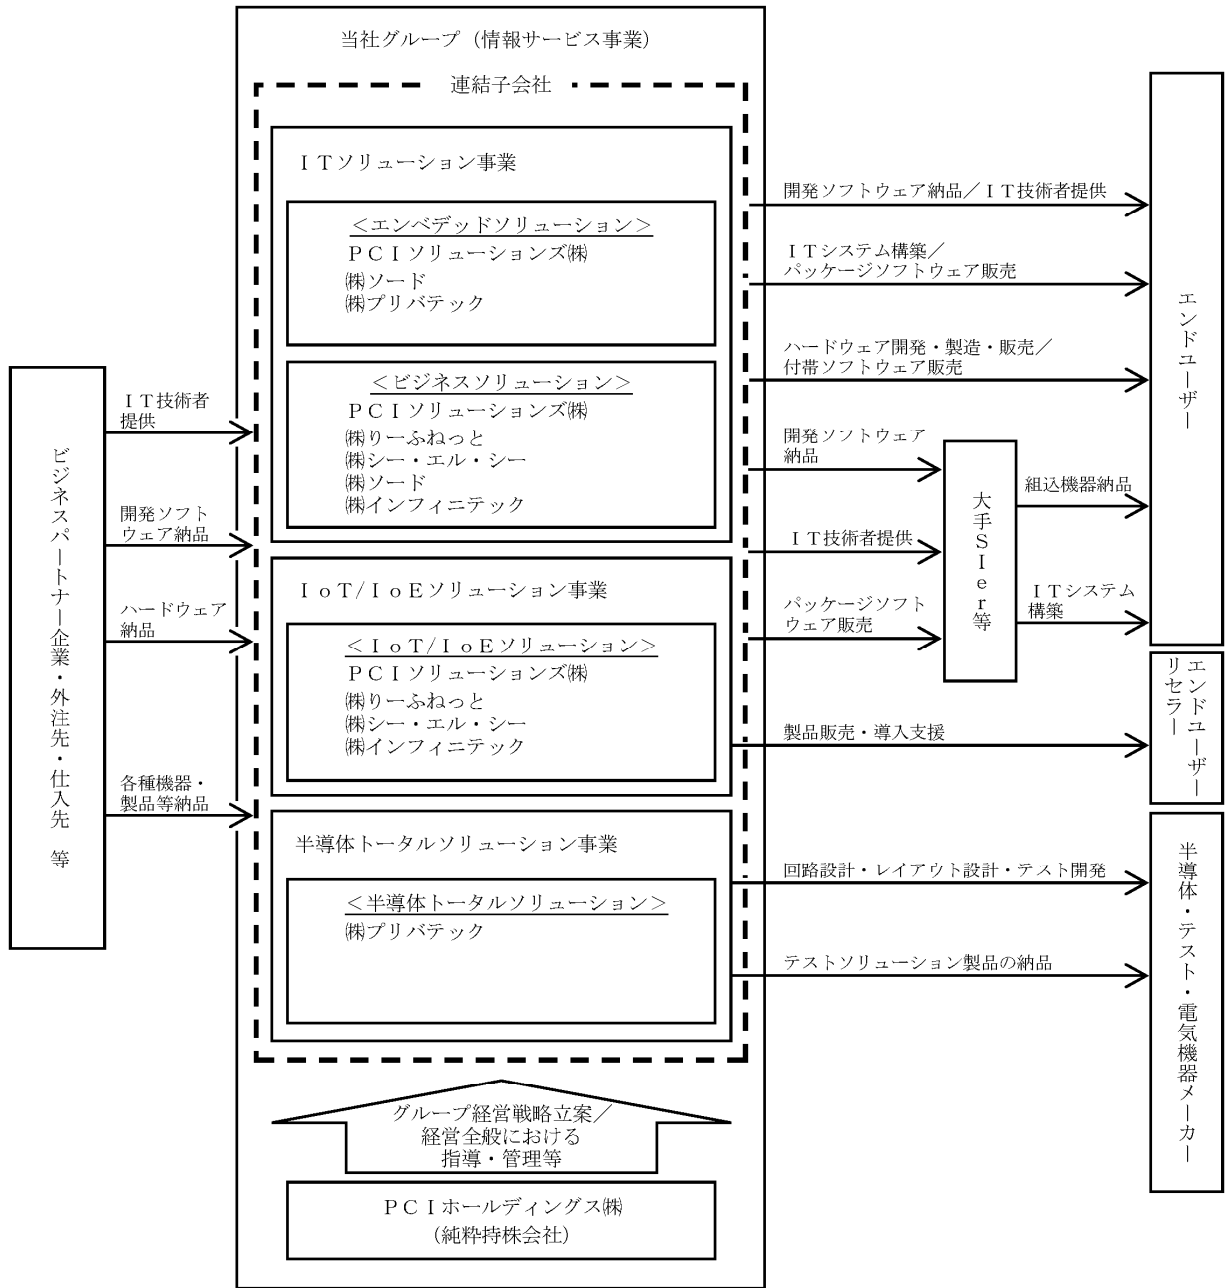 当社グループ（情報サービス事業）
連結子会社
ＩＴソリューション事業
＜エンベデッドソリューション＞
ＰＣＩソリューションズ㈱
㈱ソード
㈱プリバテック
＜ビジネスソリューション＞
ＰＣＩソリューションズ㈱
㈱りーふねっと
㈱シー・エル・シー
㈱ソード
㈱インフィニテック
ＩｏＴ/ＩｏＥソリューション事業
＜ＩｏＴ/ＩｏＥソリューション＞
ＰＣＩソリューションズ㈱
㈱りーふねっと
㈱シー・エル・シー
㈱インフィニテック
半導体トータルソリューション事業
＜半導体トータルソリューション＞
㈱プリバテック
グループ経営戦略立案／
経営全般における
指導・管理等
ＰＣＩホールディングス㈱
（純粋持株会社）
ビジネスパートナー企業・外注先・仕入先　等
ＩＴ技術者
提供
開発ソフト
ウェア納品
ハードウェア
納品
各種機器・
製品等納品
開発ソフトウェア納品／ＩＴ技術者提供
ＩＴシステム構築／
パッケージソフトウェア販売
ハードウェア開発・製造・販売／
付帯ソフトウェア販売
開発ソフトウェア
納品
ＩＴ技術者提供
パッケージソフト
ウェア販売
大手ＳＩｅｒ等
組込機器納品
ＩＴシステム
構築
製品販売・導入支援
回路設計・レイアウト設計・テスト開発
テストソリューション製品の納品
エンドユーザー
エンドユーザー
リセラー
半導体・テスト・電気機器メーカー